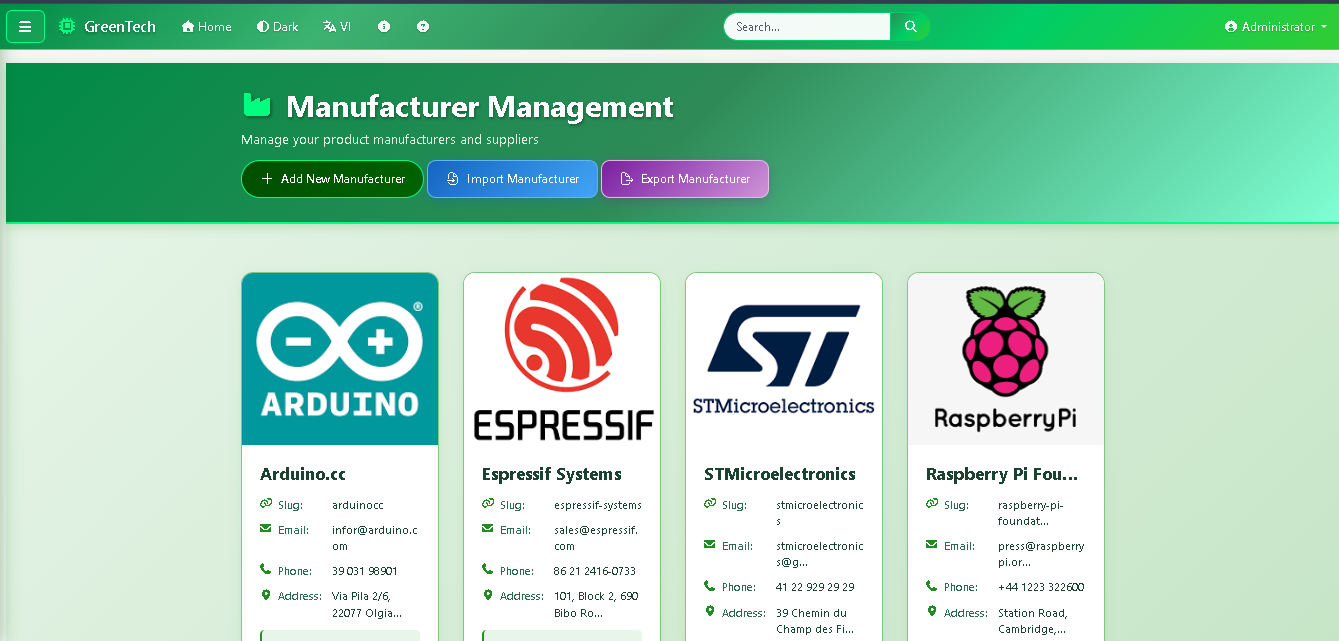 GreenTech Home Dark VI Search... Administrator
Manufacturer Management
Manage your product manufacturers and suppliers
Add New Manufacturer Import Manufacturer Export Manufacturer
ARDUINO
Arduino.cc
Slug: arduinocc
Email: infor@arduino.c
om
Phone: 39 031 98901
Address: Via Pila 2/6,
22077 Olgia...
ESPRESSIF
Espressif Systems
Slug: espressif-systems
Email: sales@espressif.
com
Phone: 86 21 2416-0733
Address: 101, Block 2, 690
Bibo Ro...
ST
STMicroelectronics
STMicroelectronics
Slug: stmicroelectronic
s
Email: stmicroelectronic
s@g...
Phone: 41 22 929 29 29
Address: 39 Chemin du
Champ des Fi...
RaspberryPi
Raspberry Pi Fou...
Slug: raspberry-pi-
foundat...
Email: press@raspberry
pi.or...
Phone: +44 1223 322600
Address: Station Road,
Cambridge,...